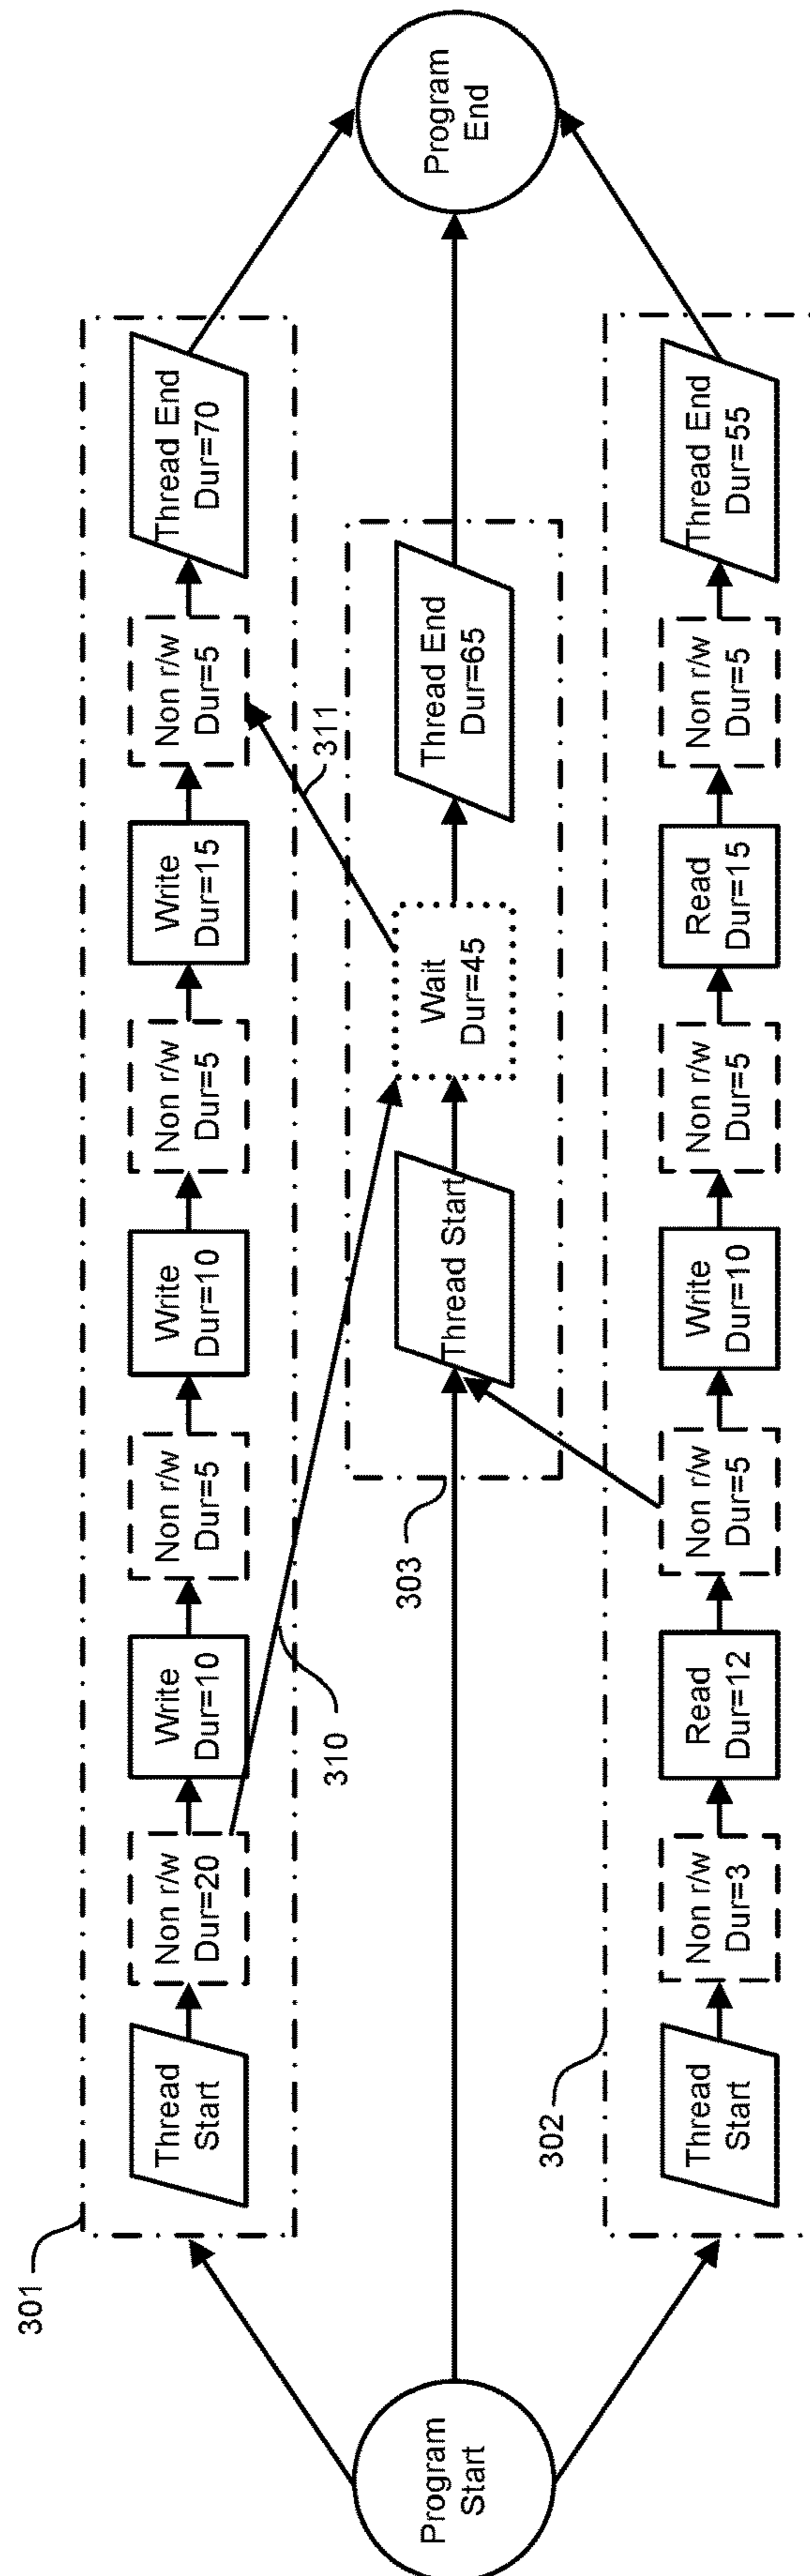 Program
Start
301
Thread
Start
Non r/w
Dur=20
Write
Dur=10
Non r/w
Dur=5
Write
Dur=10
Non r/w
Dur=5
Write
Dur=15
Non r/w
Dur=5
Thread End
Dur=70
310
303
Thread Start
Wait
Dur=45
311
Thread End
Dur=65
302
Thread
Start
Non r/w
Dur=3
Read
Dur=12
Non r/w
Dur=5
Write
Dur=10
Non r/w
Dur=5
Read
Dur=15
Non r/w
Dur=5
Thread End
Dur=55
Program
End